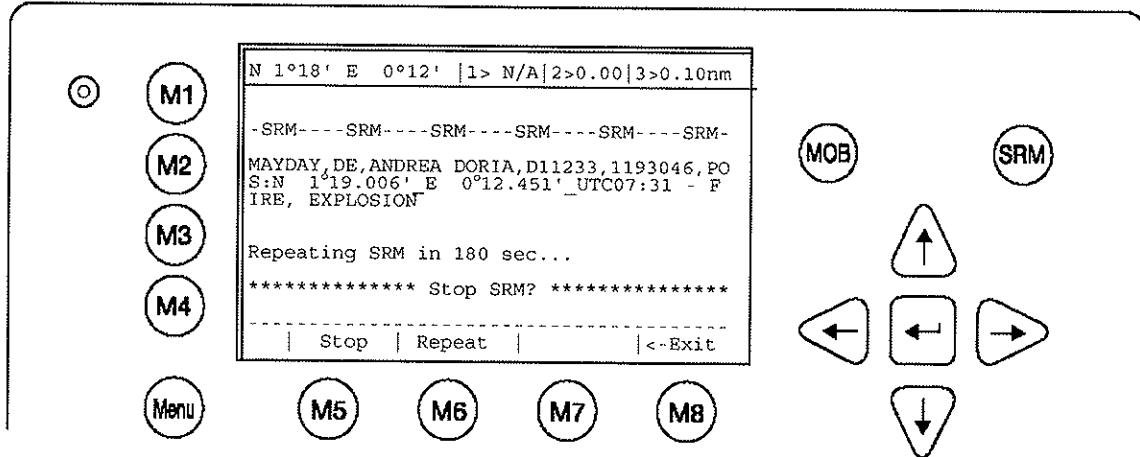 N 1°18' E 0°12' |1> N/A|2>0.00|3>0.10nm
M1
-SRM----SRM----SRM----SRM----SRM----SRM-
M2
MAYDAY,DE,ANDREA DORIA,D11233,1193046,PO
S:N 1°19.006'_E 0°12.451'_UTC07:31 - F
IRE, EXPLOSION
MOB
SRM
M3
Repeating SRM in 180 sec...
M4
************** Stop SRM? ***************
| Stop | Repeat | |<-Exit
Menu
M5
M6
M7
M8